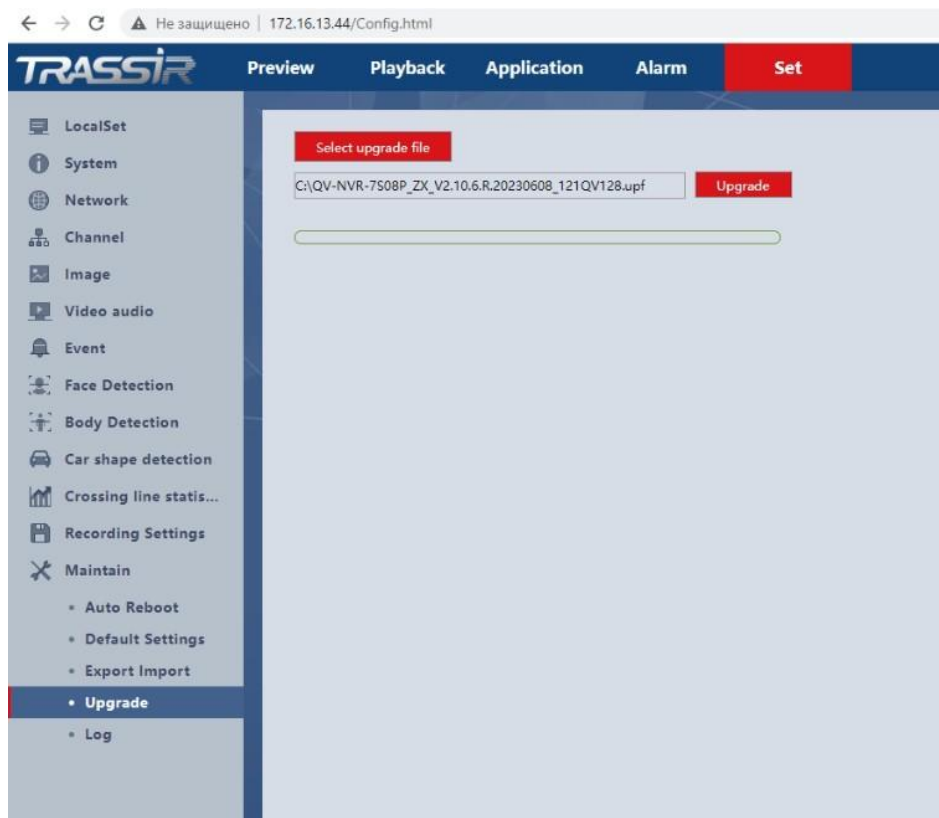 Не защищено | 172.16.13.44/Config.html
TRASSIR Preview Playback Application Alarm Set
LocalSet
System
Network
Channel
Image
Video audio
Event
Face Detection
Body Detection
Car shape detection
Crossing line statis...
Recording Settings
Maintain
Auto Reboot
Default Settings
Export Import
Upgrade
Log
Select upgrade file
C:\QV-NVR-7S08P_ZX_V2.10.6.R.20230608_121QV128.upf Upgrade